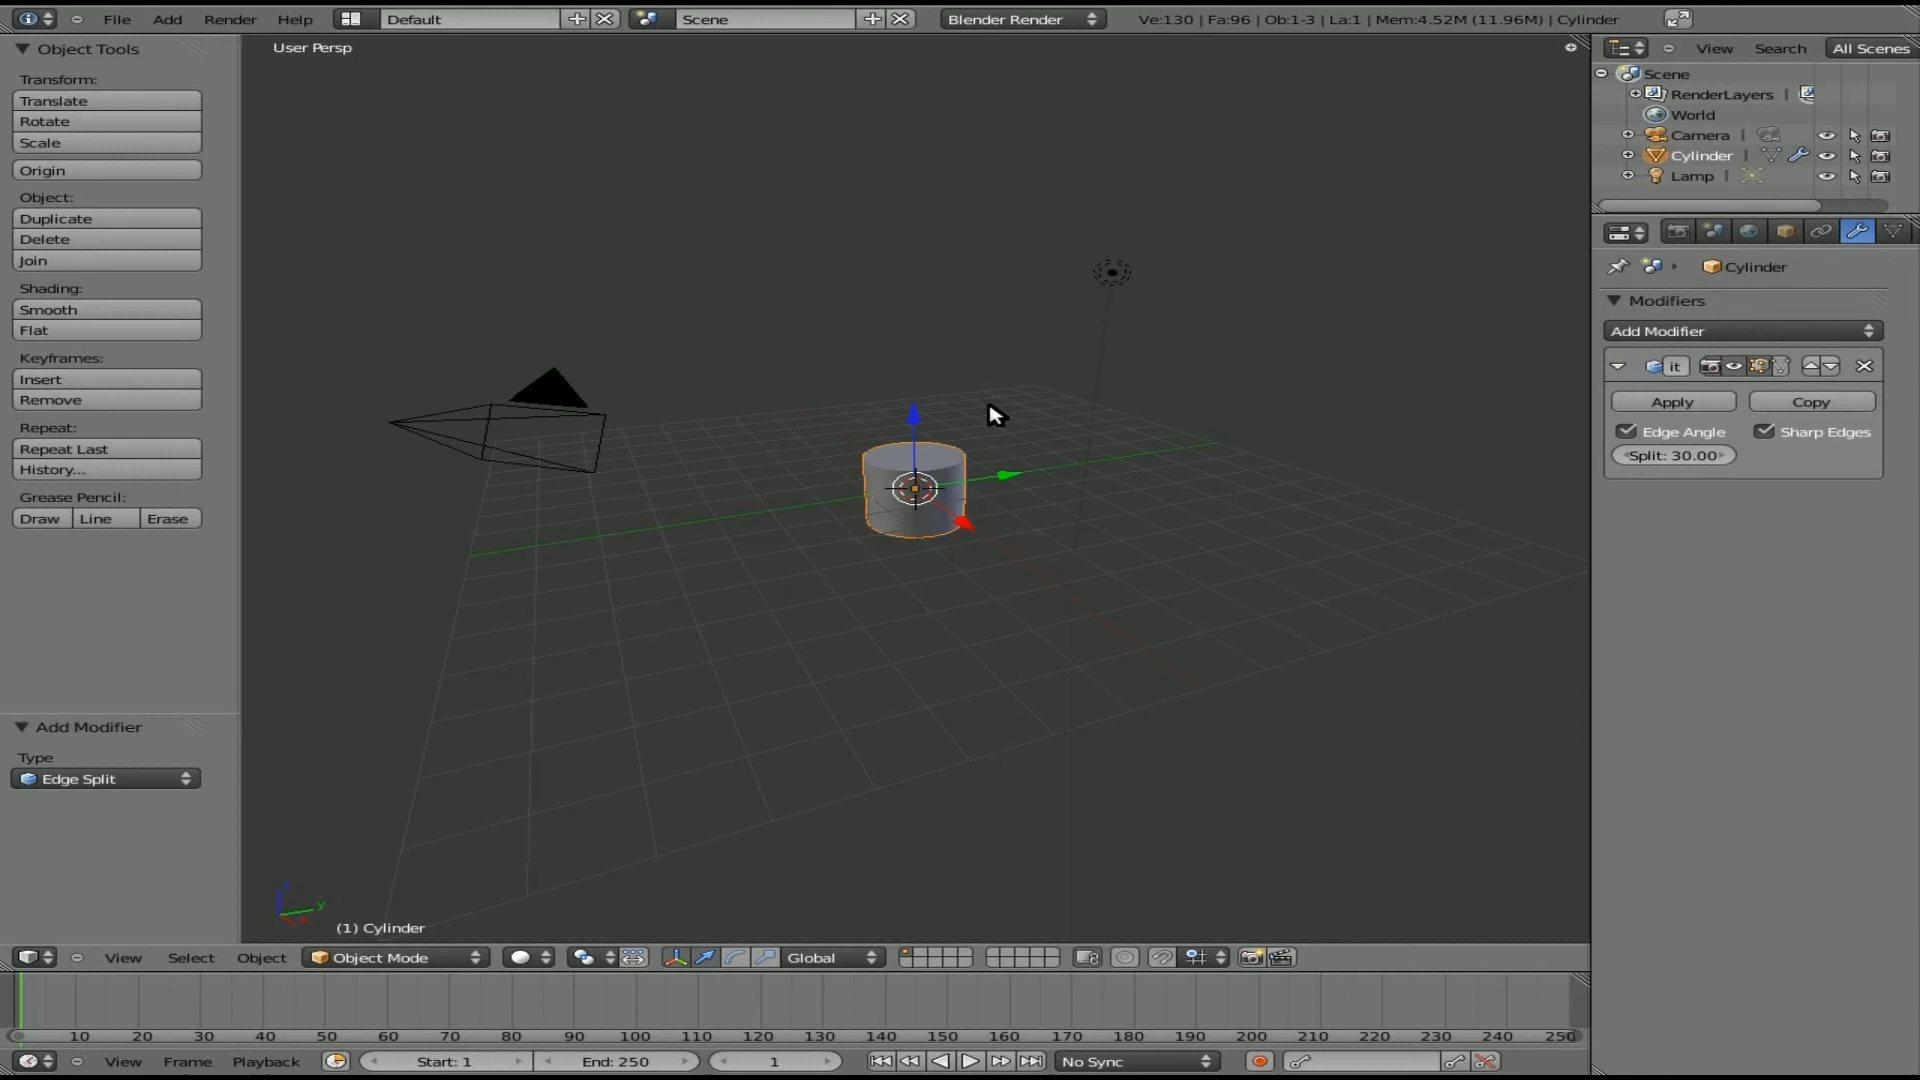 File Add Render Help Default Scene Blender Render Ve:130 | Fa:96 | Ob:1-3 | La:1 | Mem:4.52M (11.96M) | Cylinder
Object Tools
Transform:
Translate
Rotate
Scale
Origin
Object:
Duplicate
Delete
Join
Shading:
Smooth
Flat
Keyframes:
Insert
Remove
Repeat:
Repeat Last
History...
Grease Pencil:
Draw Line Erase
Add Modifier
Type
Edge Split
User Persp
y
(1) Cylinder
View Search All Scenes
Scene
RenderLayers |
World
Camera |
Cylinder |
Lamp |
Cylinder
Modifiers
Add Modifier
it
Apply Copy
Edge Angle Sharp Edges
Split: 30.00
View Select Object Object Mode Global
10 20 30 40 50 60 70 80 90 100 110 120 130 140 150 160 170 180 190 200 210 220 230 240 250
View Frame Playback Start: 1 End: 250 1 No Sync